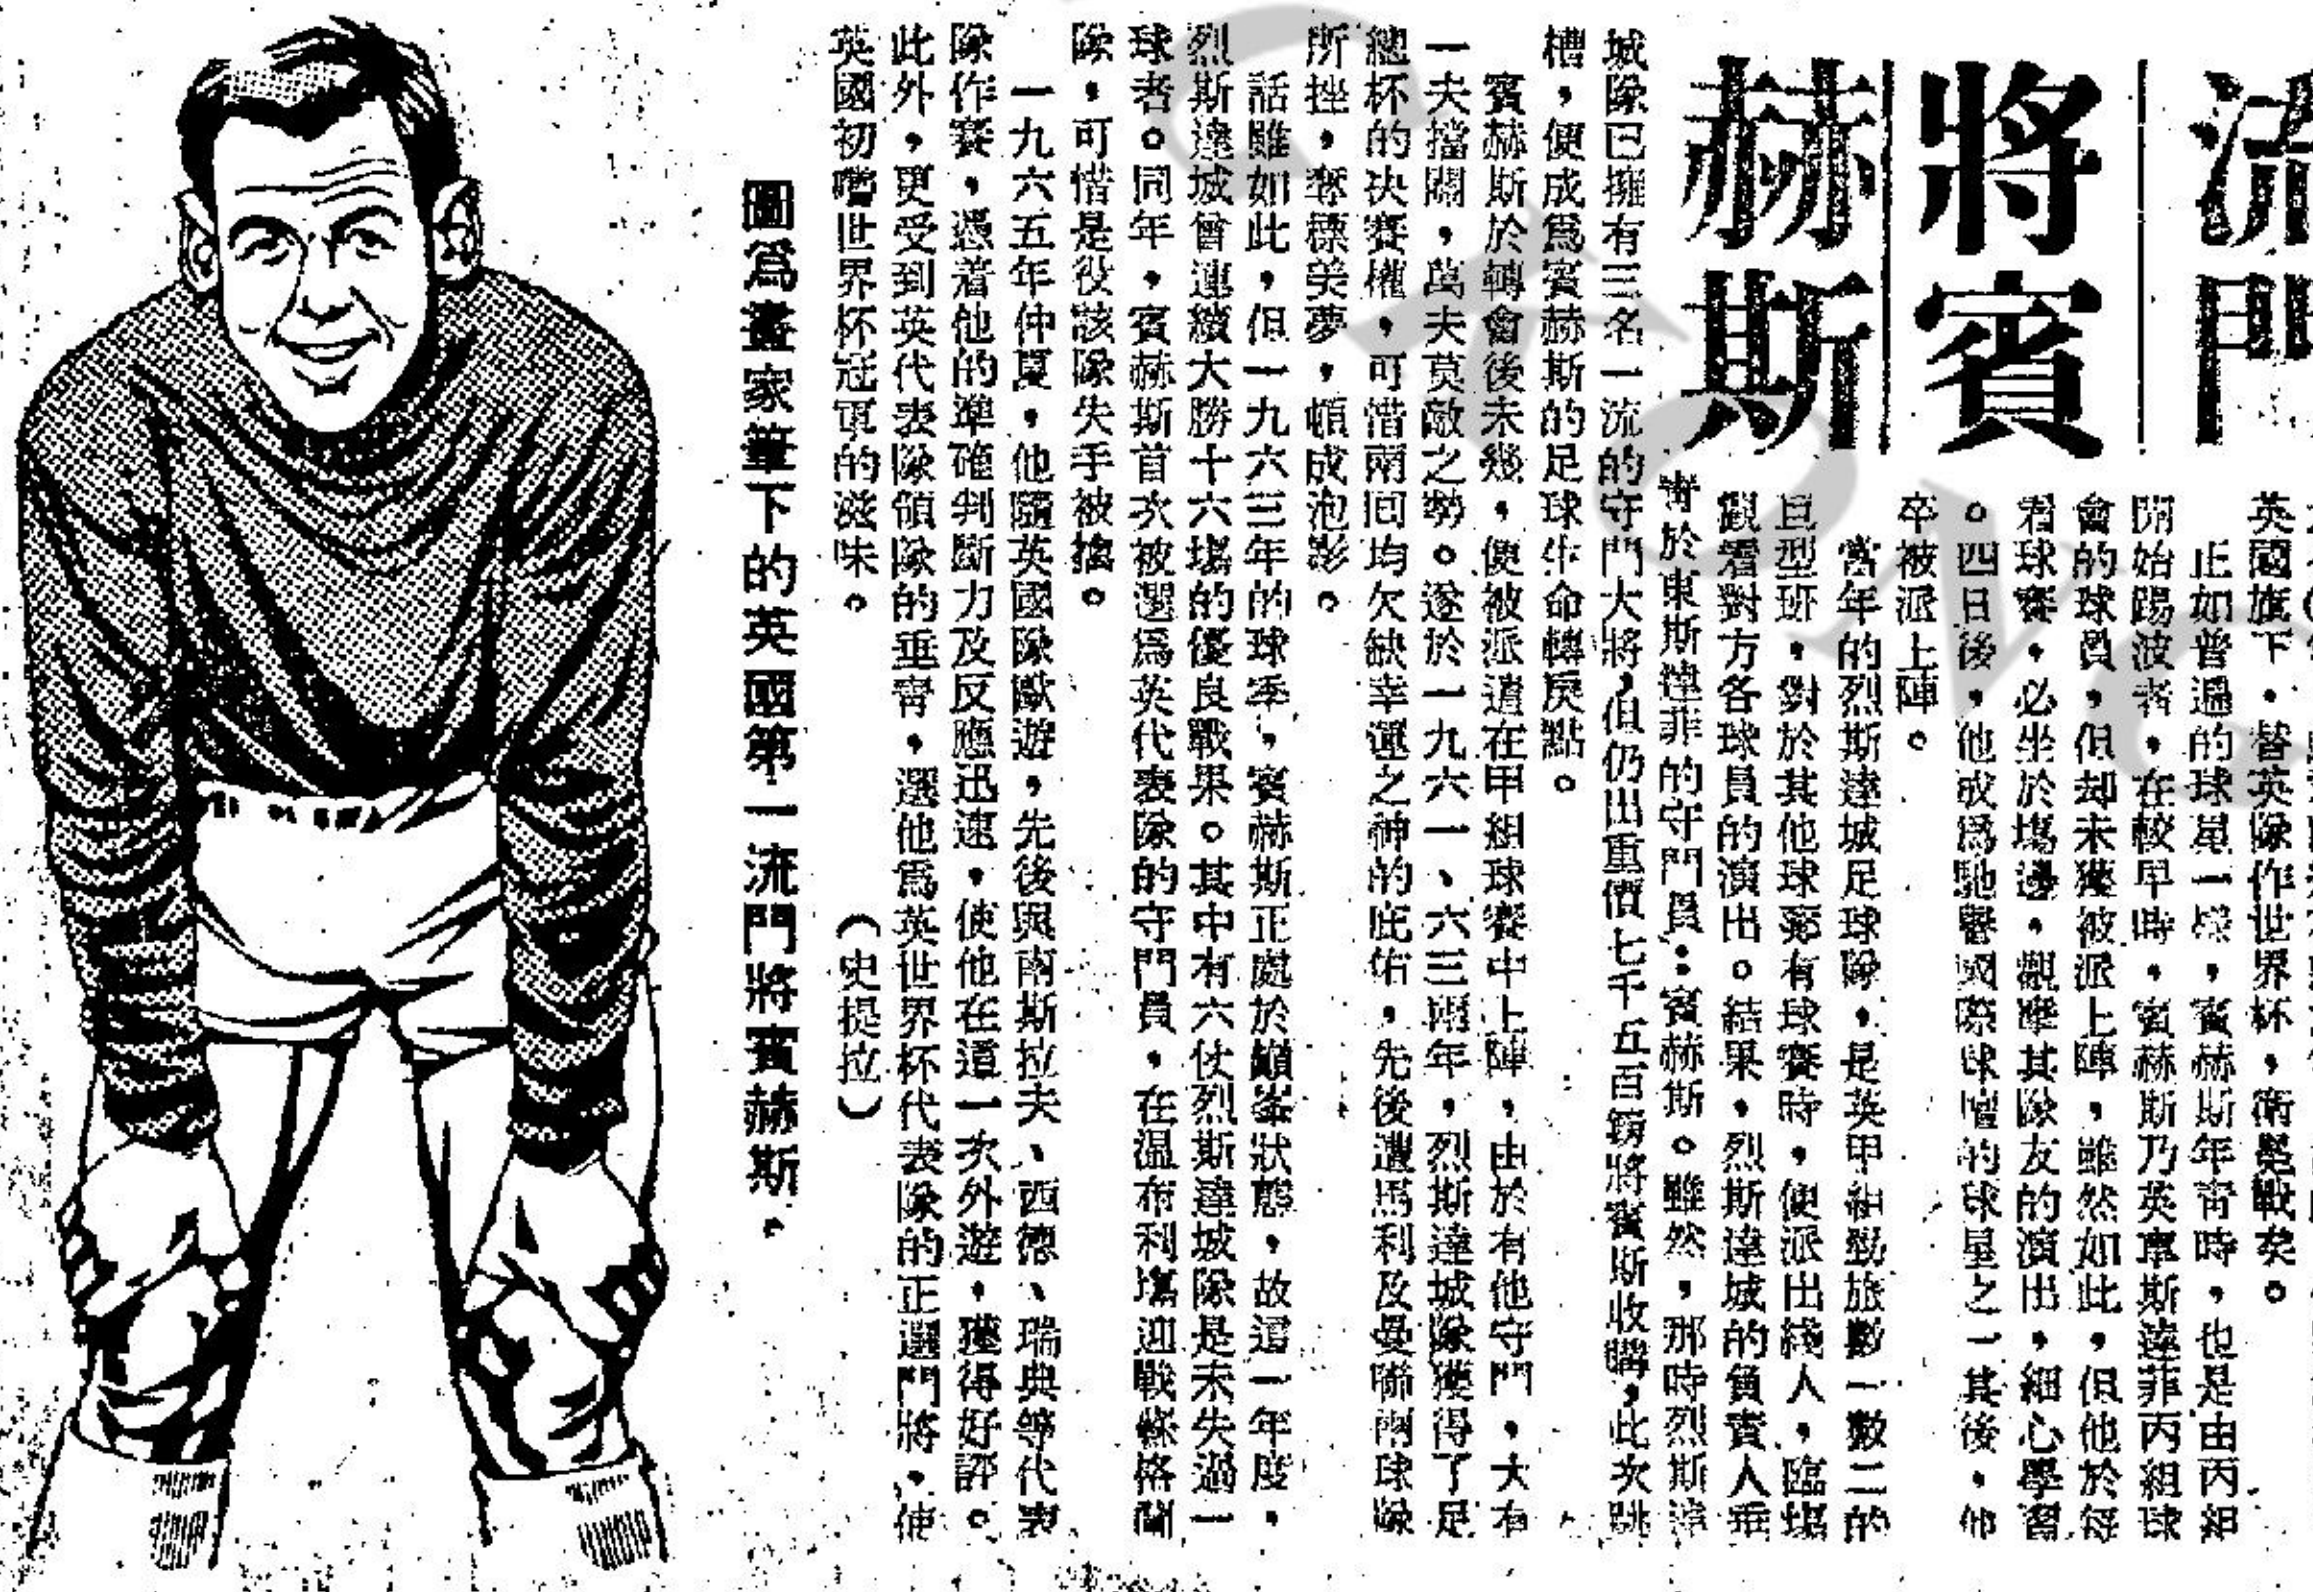 流門
將賓
赫斯
英國旗下，替英隊作世界杯，衛冕戰矣。
正如普通的球星一樣，賓赫斯年靑時，也是由丙組
開始踢波者，在較早時，賓赫斯乃英車斯達菲丙組球
會的球員，但却未獲被派上陣，雖然如此，但他於每
看球賽，必坐於塲邊，觀摩其隊友的演出，細心學習
。四日後，他成爲馳譽國際球壇的球星之一其後，他
卒被派上陣。
當年的烈斯達城足球隊，是英甲組勁旅數一數二的
巨型班，對於其他球賽有球賽時，便派出綫人，臨塲
觀看對方各球員的演出。結果，烈斯達城的負責人垂
靑於東斯達菲的守門員：賓赫斯。雖然，那時烈斯達
城隊已擁有三名一流的守門大將，但仍出重價七千五百鎊將賓斯收購，此次跳
槽，便成爲賓赫斯的足球生命轉戾點。
賓赫斯於轉會後未幾，便被派遣在甲組球賽中上陣，由於有他守門，大有
一夫擋關，萬夫莫敵之勢。遂於一九六一、六三兩年，烈斯達城隊獲得了足
總杯的决賽權，可惜兩回均欠缺幸運之神的庇佑，先後遭馬利及曼聯兩球隊
所挫，奪標美夢，頓成泡影。
話雖如此，但一九六三年的球季，賓赫斯正處於巔峯狀態，故這一年度，
烈斯達城曾連續大勝十六塲的優良戰果。其中有六仗烈斯達城隊是未失過一
球者。同年，賓赫斯首次被選爲英代表隊的守門員，在溫布利塲迎戰蘇格蘭
隊，可惜是役該隊失手被擒。
一九六五年仲夏，他隨英國隊歐遊，先後與南斯拉夫、西德、瑞典等代表
隊作賽，憑着他的準確判斷力及反應迅速，使他在這一次外遊，獲得好評。
此外，更受到英代表隊領隊的垂靑，選他爲英世界杯代表隊的正選門將，使
英國初嚐世界杯冠軍的滋味。　（史提拉）
圖爲畫家筆下的英國第一流門將賓赫斯。